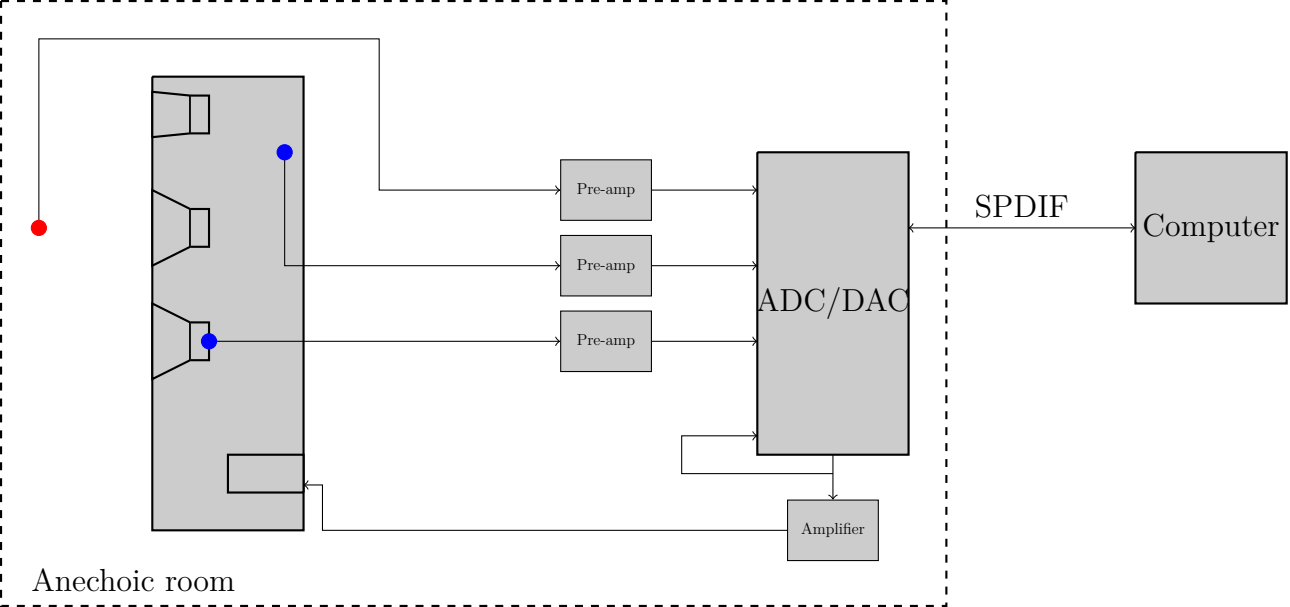 Pre-amp
SPDIF
Computer
Pre-amp
ADC/DAC
Pre-amp
Amplifier
Anechoic room